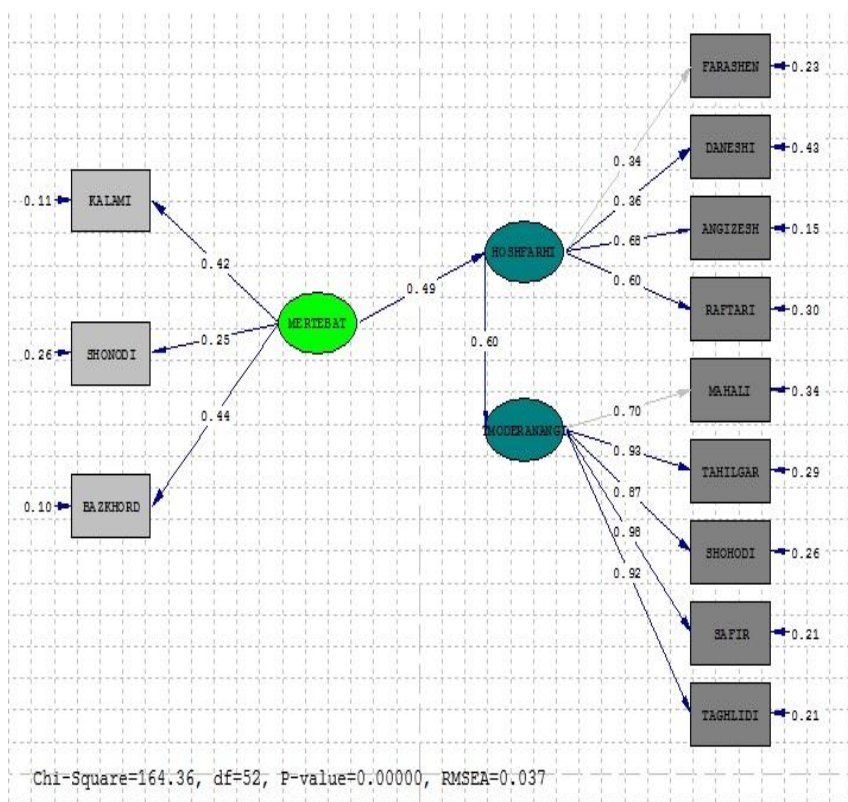 FARASHEN
0.23
0.34
DANESHI
0.43
0.36
KALAMI
0.11
ANGIZESH
0.15
0.68
HOSHFARHI
0.42
0.60
RAFTARI
0.30
0.49
MERTEBAT
SHONODI
0.26
0.25
0.60
MAHALI
0.34
0.70
0.44
TMODERANANGI
0.93
TAHILGAR
0.29
0.87
BAZKHORD
0.10
0.98
SHOHODI
0.26
0.92
SAFIR
0.21
TAGHLIDI
0.21
Chi-Square=164.36, df=52, P-value=0.00000, RMSEA=0.037